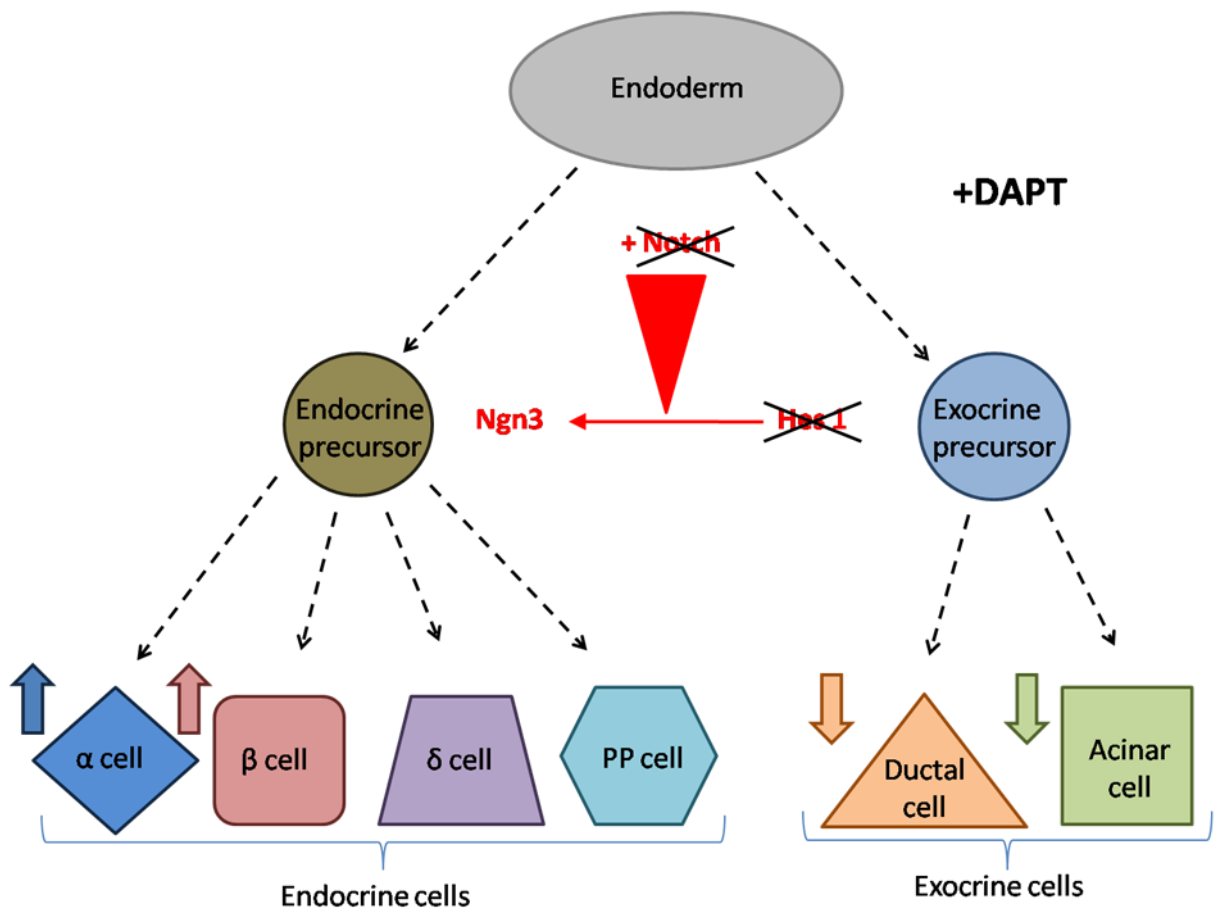 Endoderm
+DAPT
+ Notch
Endocrine
precursor
Ngn3
Hes 1
Exocrine
precursor
α cell
β cell
δ cell
PP cell
Ductal
cell
Acinar
cell
Endocrine cells
Exocrine cells